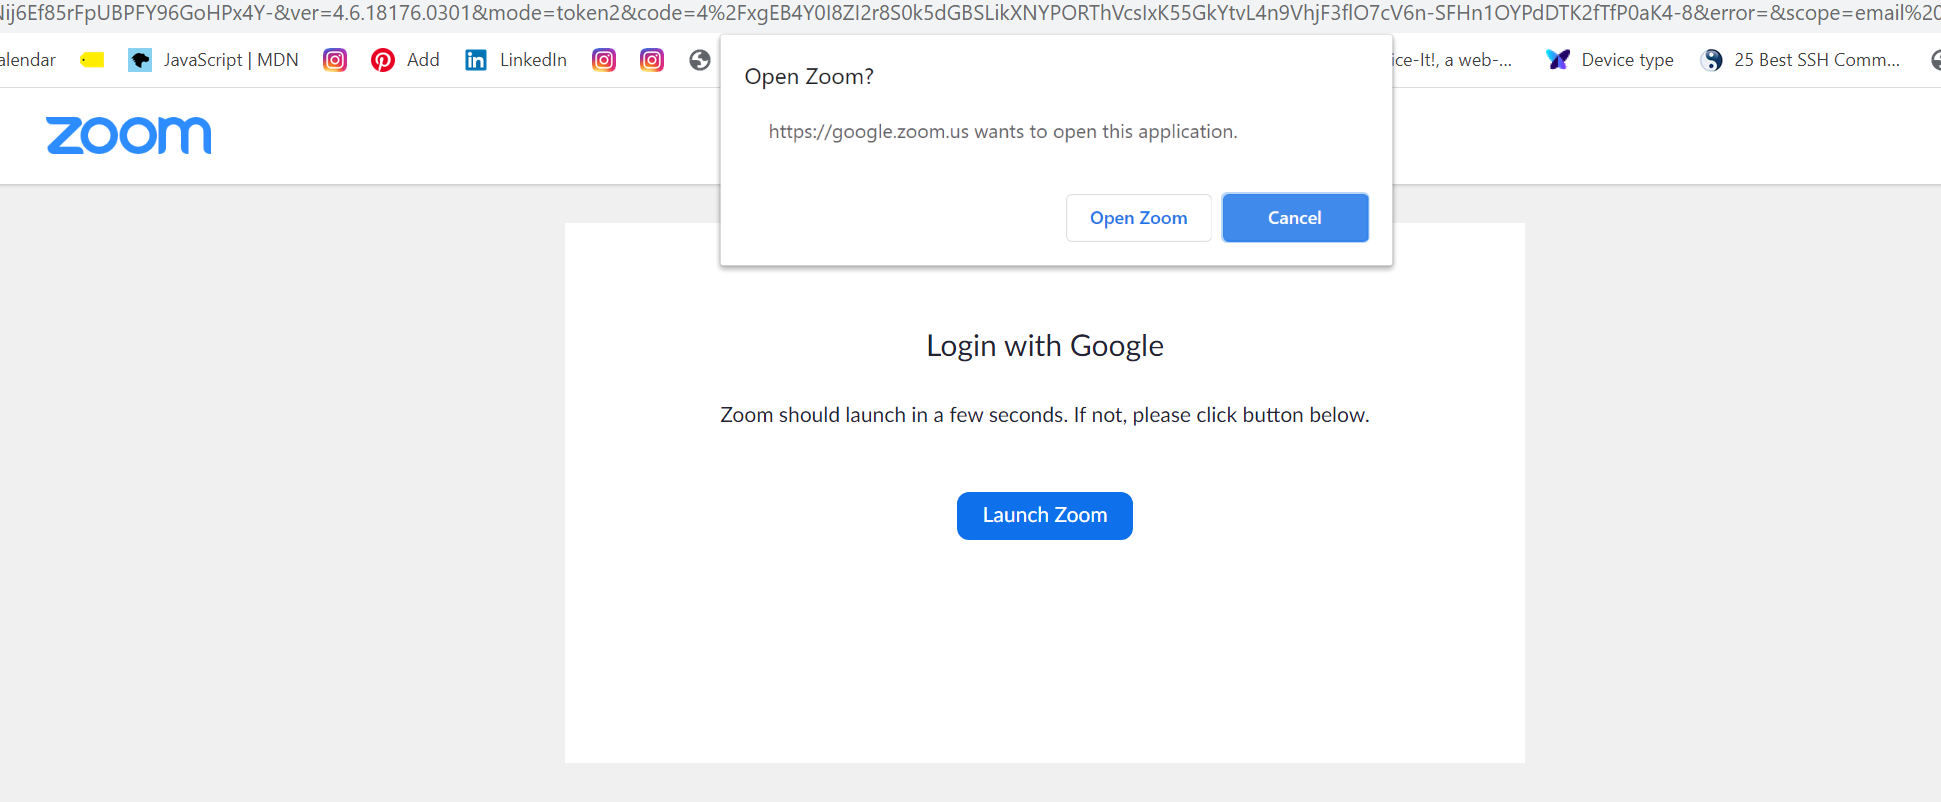 Nij6Ef85rFpUBPFY96GoHPx4Y-&ver=4.6.18176.0301&mode=token2&code=4%2FxgEB4Y0I8ZI2r8S0k5dGBSLikXNYPORThVcsIxK55GkYtvL4n9VhjF3flO7cV6n-SFHn1OYPdDTK2fTfP0aK4-8&error=&scope=email%20
alendar JavaScript | MDN Add LinkedIn ice-It!, a web-... Device type 25 Best SSH Comm...
Open Zoom?
https://google.zoom.us wants to open this application.
Open Zoom Cancel
zoom
Login with Google
Zoom should launch in a few seconds. If not, please click button below.
Launch Zoom